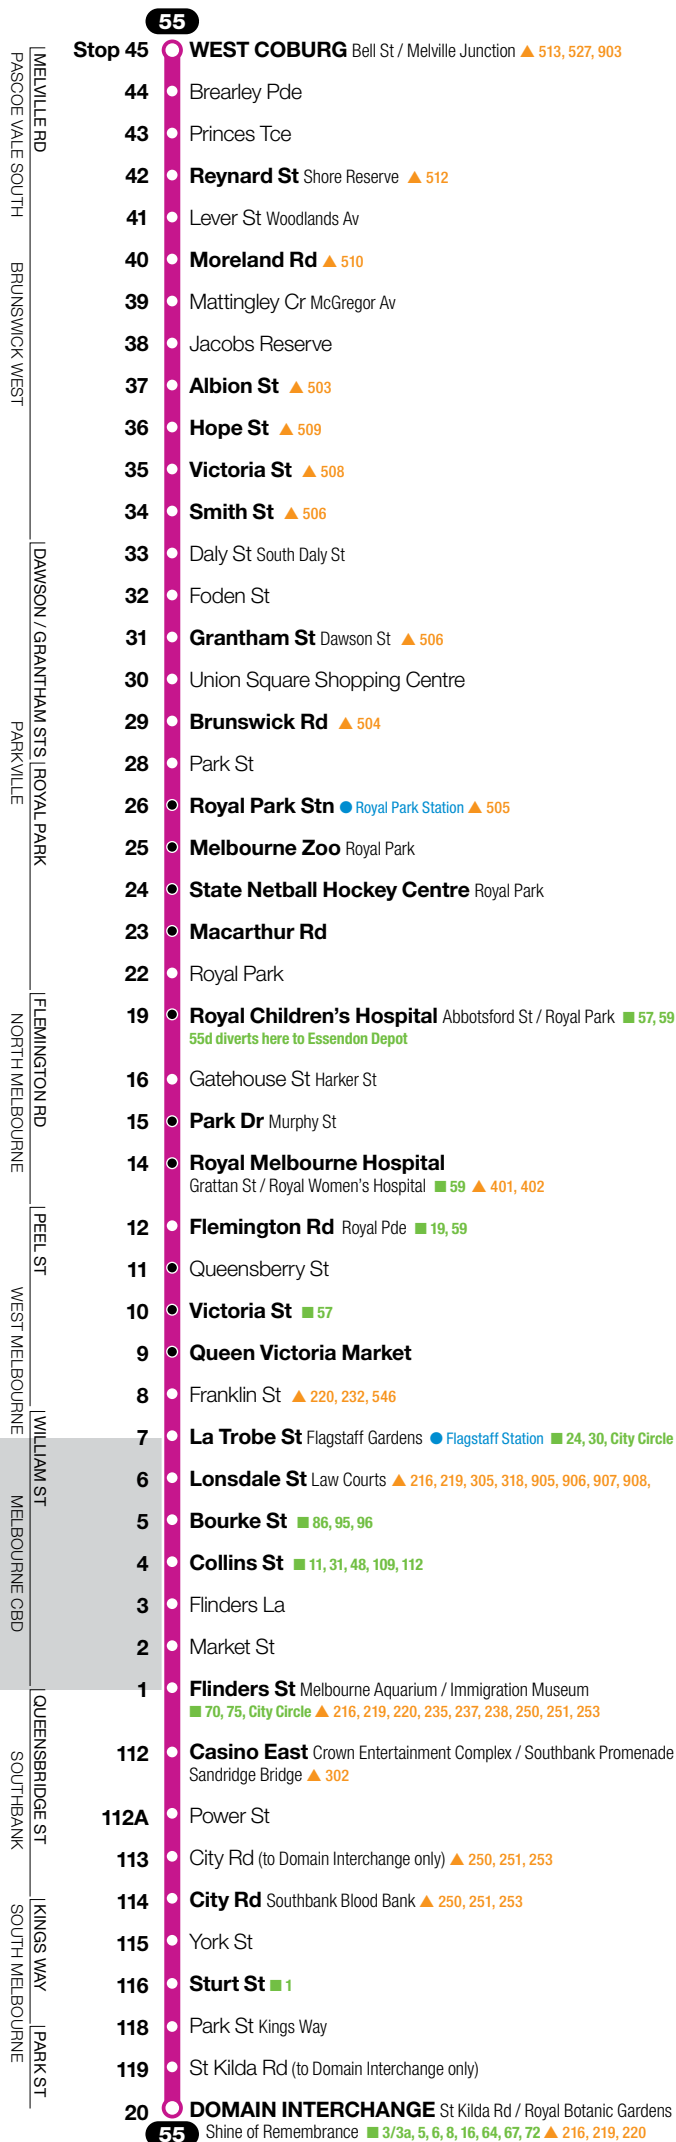 55
Stop 45 WEST COBURG Bell St / Melville Junction ▲ 513, 527, 903
44 Brearley Pde
43 Princes Tce
42 Reynard St Shore Reserve ▲ 512
41 Lever St Woodlands Av
40 Moreland Rd ▲ 510
39 Mattingley Cr McGregor Av
38 Jacobs Reserve
37 Albion St ▲ 503
36 Hope St ▲ 509
35 Victoria St ▲ 508
34 Smith St ▲ 506
33 Daly St South Daly St
32 Foden St
31 Grantham St Dawson St ▲ 506
30 Union Square Shopping Centre
29 Brunswick Rd ▲ 504
28 Park St
26 Royal Park Stn ● Royal Park Station ▲ 505
25 Melbourne Zoo Royal Park
24 State Netball Hockey Centre Royal Park
23 Macarthur Rd
22 Royal Park
19 Royal Children's Hospital Abbotsford St / Royal Park ■ 57, 59
55d diverts here to Essendon Depot
16 Gatehouse St Harker St
15 Park Dr Murphy St
14 Royal Melbourne Hospital
Grattan St / Royal Women's Hospital ■ 59 ▲ 401, 402
12 Flemington Rd Royal Pde ■ 19, 59
11 Queensberry St
10 Victoria St ■ 57
9 Queen Victoria Market
8 Franklin St ▲ 220, 232, 546
7 La Trobe St Flagstaff Gardens ● Flagstaff Station ■ 24, 30, City Circle
6 Lonsdale St Law Courts ▲ 216, 219, 305, 318, 905, 906, 907, 908,
5 Bourke St ■ 86, 95, 96
4 Collins St ■ 11, 31, 48, 109, 112
3 Flinders La
2 Market St
1 Flinders St Melbourne Aquarium / Immigration Museum
■ 70, 75, City Circle ▲ 216, 219, 220, 235, 237, 238, 250, 251, 253
112 Casino East Crown Entertainment Complex / Southbank Promenade
Sandridge Bridge ▲ 302
112A Power St
113 City Rd (to Domain Interchange only) ▲ 250, 251, 253
114 City Rd Southbank Blood Bank ▲ 250, 251, 253
115 York St
116 Sturt St ■ 1
118 Park St Kings Way
119 St Kilda Rd (to Domain Interchange only)
20 DOMAIN INTERCHANGE St Kilda Rd / Royal Botanic Gardens
55 Shine of Remembrance ■ 3/3a, 5, 6, 8, 16, 64, 67, 72 ▲ 216, 219, 220
MELVILLE RD
DAWSON / GRANTHAM STS
ROYAL PARK
FLEMINGTON RD
PEEL ST
WILLIAM ST
QUEENSBRIDGE ST
KINGS WAY
PARK ST
PASCOE VALE SOUTH
BRUNSWICK WEST
PARKVILLE
NORTH MELBOURNE
WEST MELBOURNE
MELBOURNE CBD
SOUTHBANK
SOUTH MELBOURNE